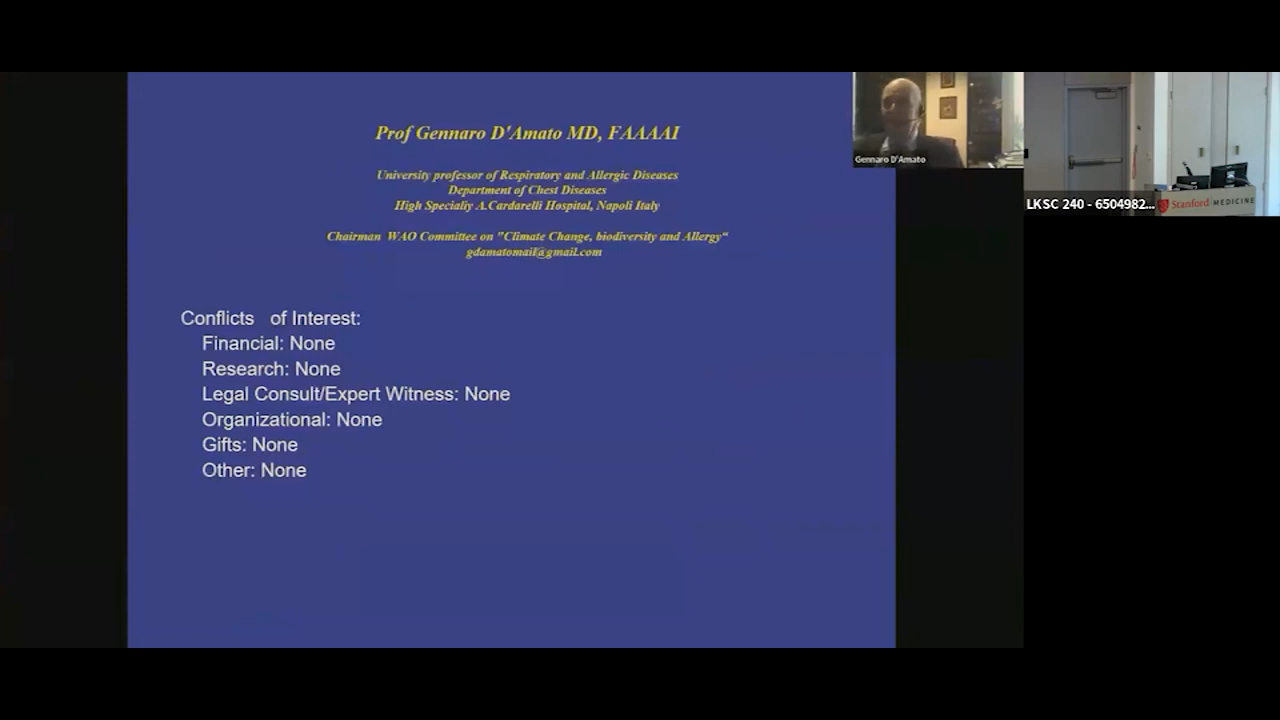 Prof Gennaro D'Amato MD, FAAAAI
University professor of Respiratory and Allergic Diseases
Department of Chest Diseases
High Specialiy A.Cardarelli Hospital, Napoli Italy
Chairman WAO Committee on "Climate Change, biodiversity and Allergy“
gdamatomail@gmail.com
Conflicts of Interest:
Financial: None
Research: None
Legal Consult/Expert Witness: None
Organizational: None
Gifts: None
Other: None
Gennaro D'Amato
LKSC 240 - 6504982...
Stanford MEDICINE